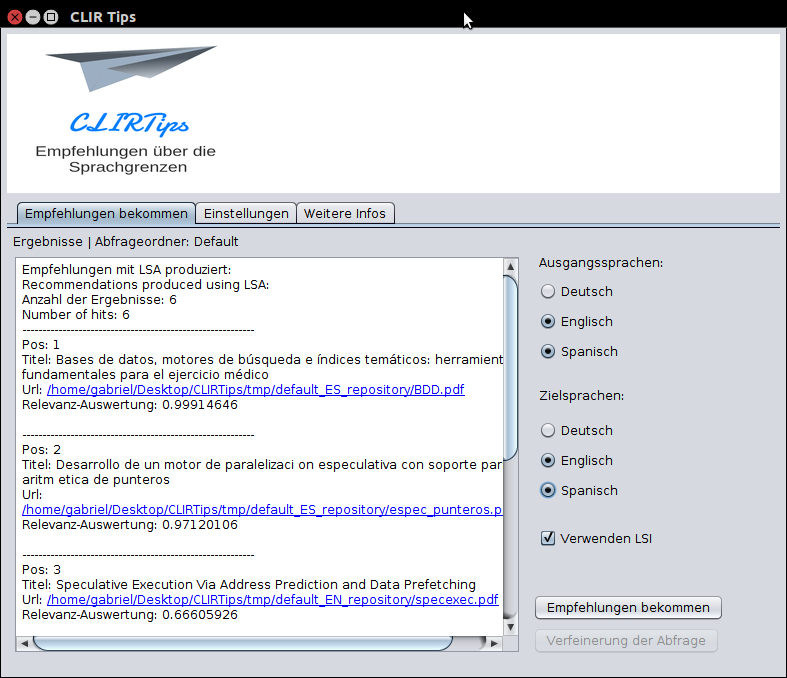 CLIR Tips
CLIRTips
Empfehlungen über die
Sprachgrenzen
Empfehlungen bekommen
Einstellungen
Weitere Infos
Ergebnisse | Abfrageordner: Default
Empfehlungen mit LSA produziert:
Recommendations produced using LSA:
Anzahl der Ergebnisse: 6
Number of hits: 6
----------------------------------------------------------
Pos: 1
Titel: Bases de datos, motores de búsqueda e índices temáticos: herramient
fundamentales para el ejercicio médico
Url: /home/gabriel/Desktop/CLIRTips/tmp/default_ES_repository/BDD.pdf
Relevanz-Auswertung: 0.99914646
----------------------------------------------------------
Pos: 2
Titel: Desarrollo de un motor de paralelizaci on especulativa con soporte par
aritm etica de punteros
Url:
/home/gabriel/Desktop/CLIRTips/tmp/default_ES_repository/espec_punteros.p
Relevanz-Auswertung: 0.97120106
----------------------------------------------------------
Pos: 3
Titel: Speculative Execution Via Address Prediction and Data Prefetching
Url: /home/gabriel/Desktop/CLIRTips/tmp/default_EN_repository/specexec.pdf
Relevanz-Auswertung: 0.66605926
Ausgangssprachen:
Deutsch
Englisch
Spanisch
Zielsprachen:
Deutsch
Englisch
Spanisch
Verwenden LSI
Empfehlungen bekommen
Verfeinerung der Abfrage